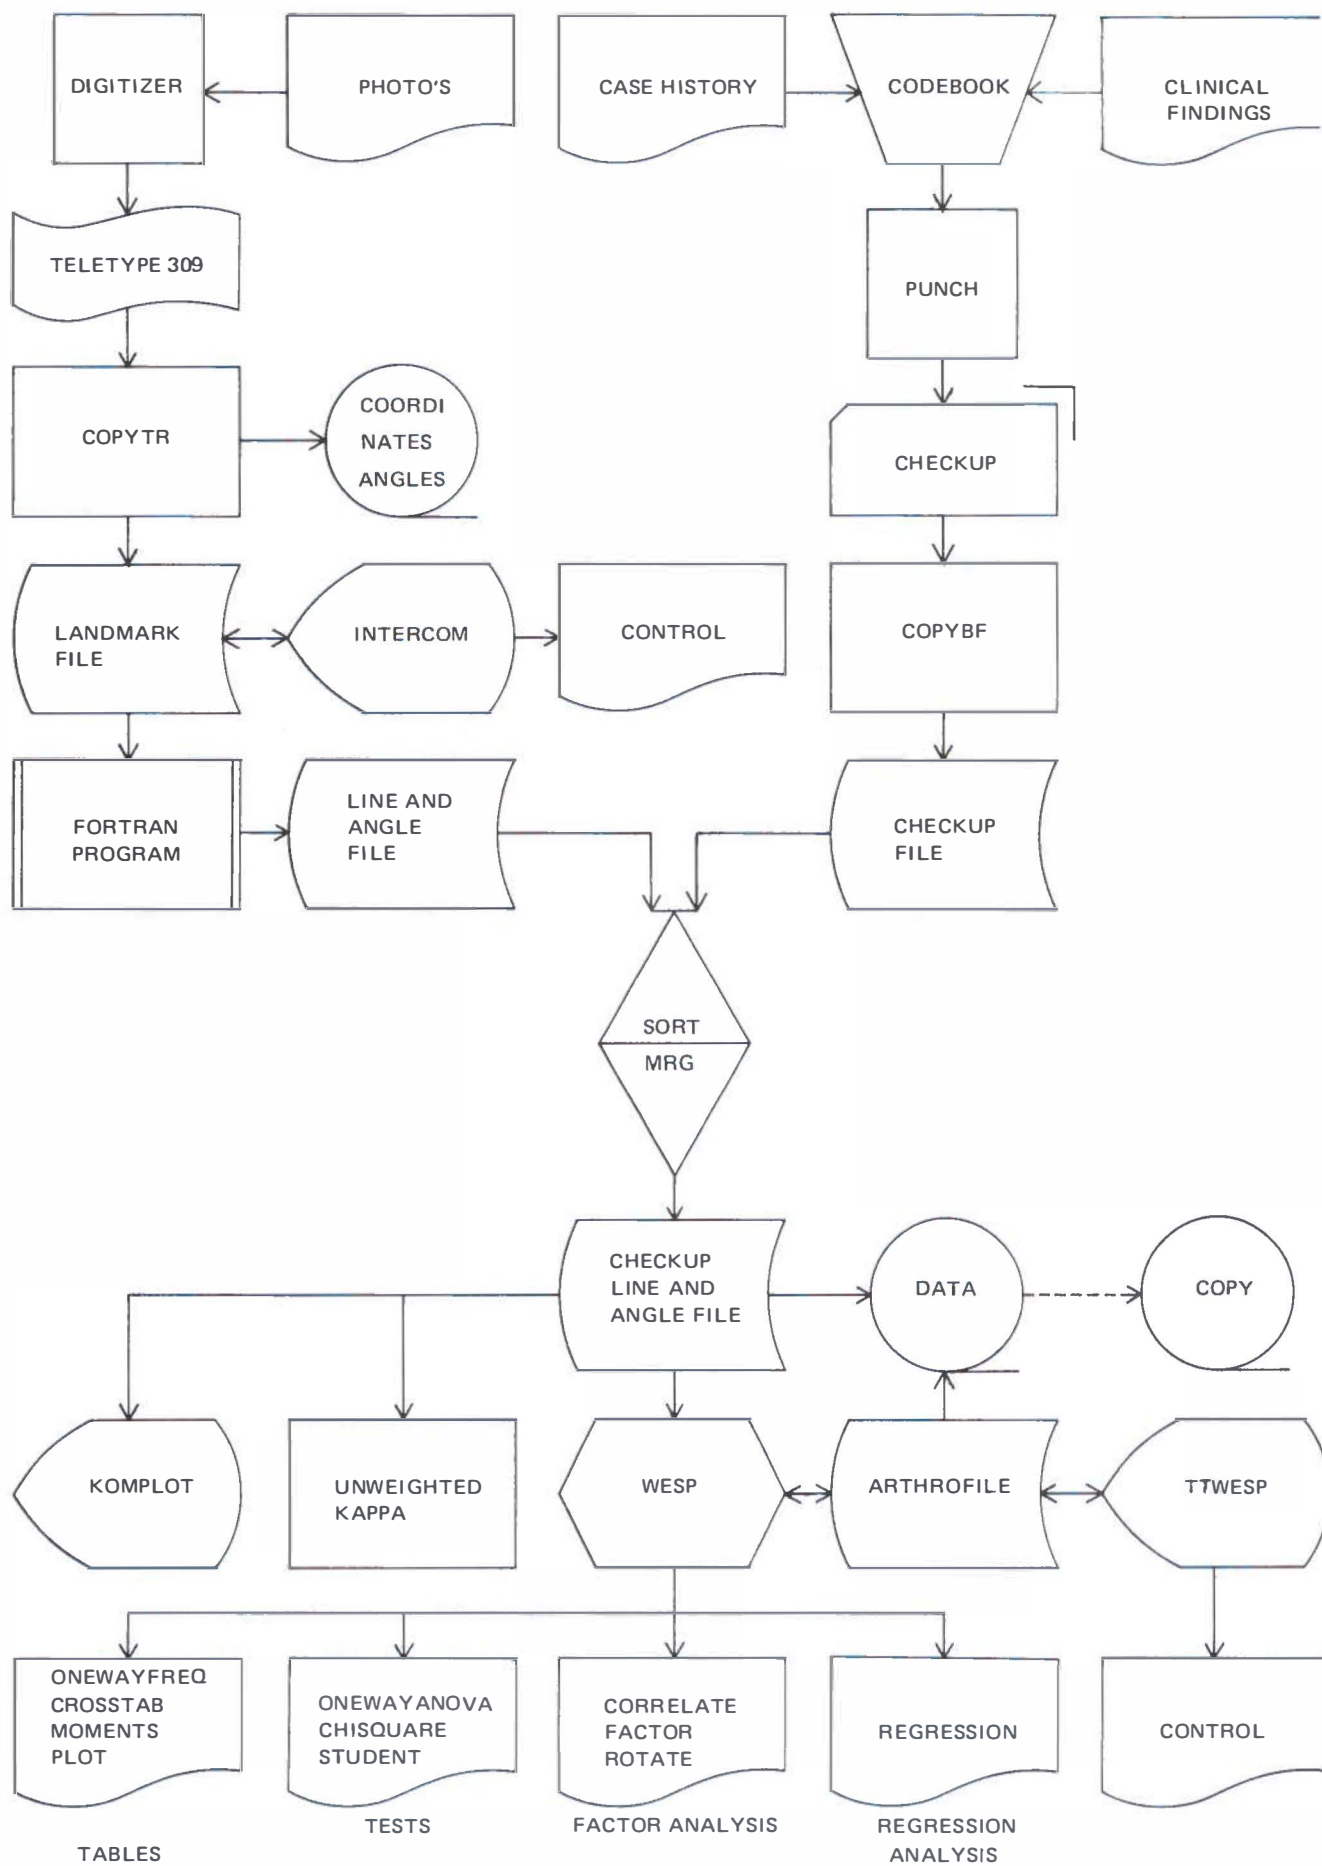 DIGITIZER
PHOTO'S
CASE HISTORY
CODEBOOK
CLINICAL
FINDINGS
TELETYPE 309
PUNCH
COPYTR
COORDI
NATES
ANGLES
CHECKUP
LANDMARK
FILE
INTERCOM
CONTROL
COPYBF
FORTRAN
PROGRAM
LINE AND
ANGLE
FILE
CHECKUP
FILE
SORT
MRG
CHECKUP
LINE AND
ANGLE FILE
DATA
COPY
KOMPLOT
UNWEIGHTED
KAPPA
WESP
ARTHROFILE
TTWESP
ONEWAYFREQ
CROSSTAB
MOMENTS
PLOT
ONEWAYANOVA
CHISQUARE
STUDENT
CORRELATE
FACTOR
ROTATE
REGRESSION
CONTROL
TABLES
TESTS
FACTOR ANALYSIS
REGRESSION
ANALYSIS